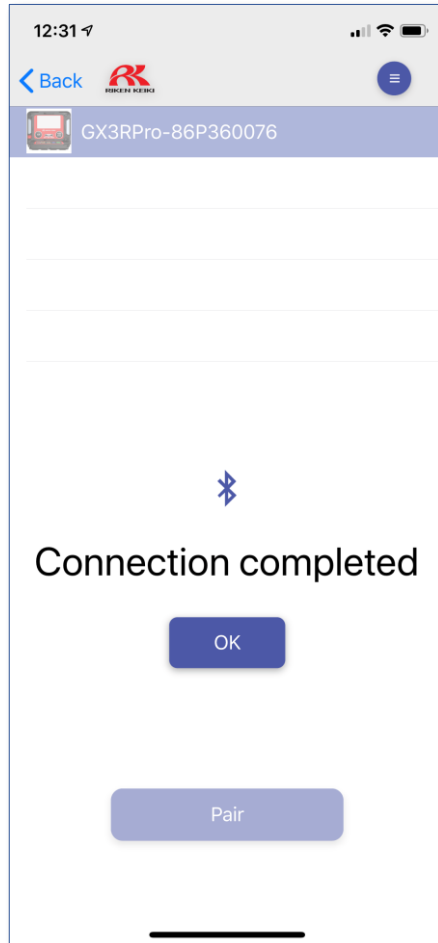 12:31
Back
RIKEN KEIKI
GX3RPro-86P360076
Connection completed
OK
Pair